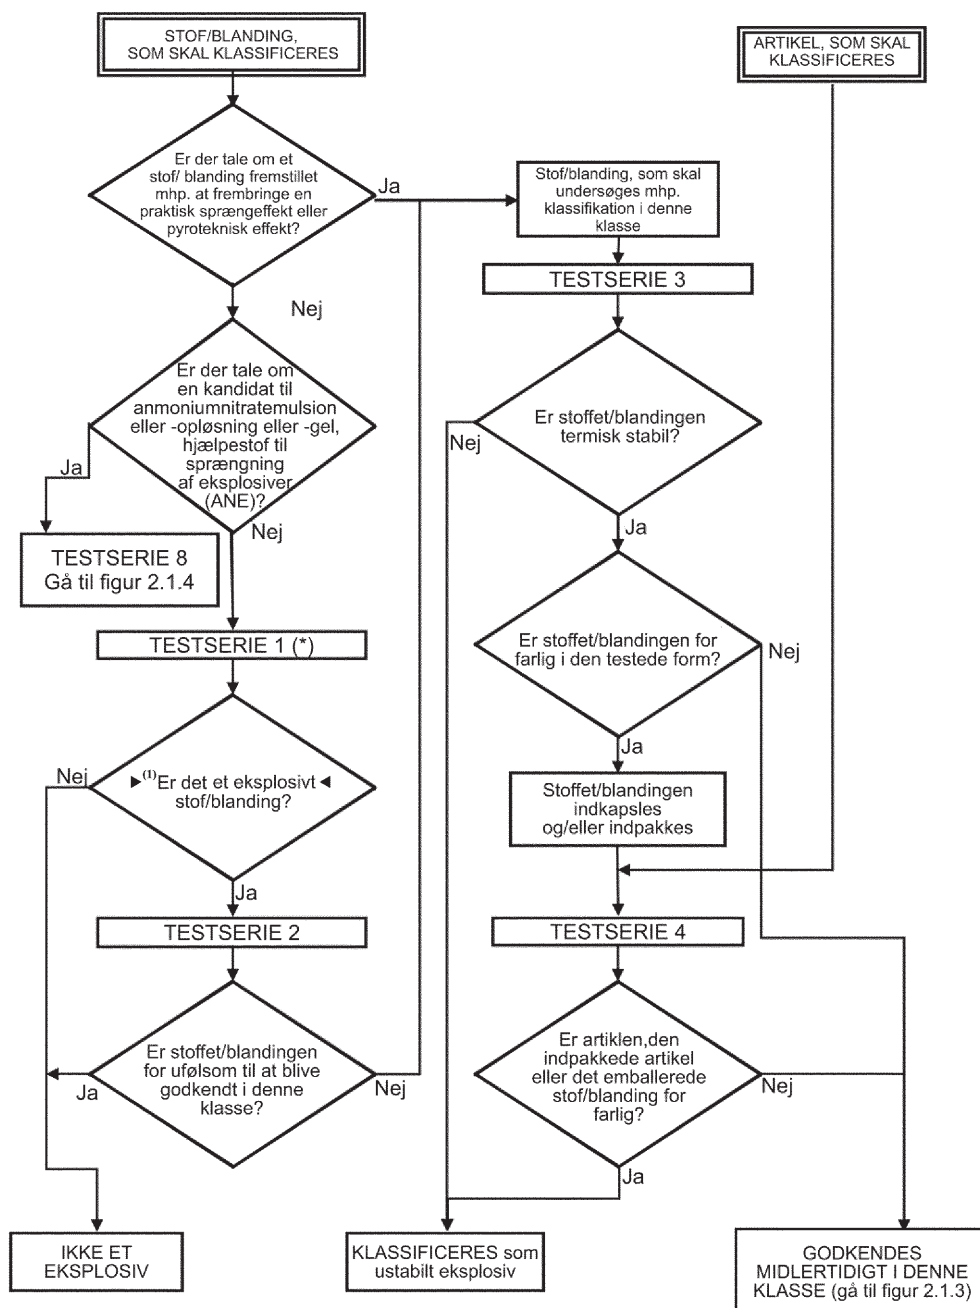 STOF/BLANDING,
SOM SKAL KLASSIFICERES
ARTIKEL, SOM SKAL
KLASSIFICERES
Er der tale om et
stof/ blanding fremstillet
mhp. at frembringe en
praktisk sprængeffekt eller
pyroteknisk effekt?
Ja
Stof/blanding, som skal
undersøges mhp.
klassifikation i denne
klasse
TESTSERIE 3
Nej
Er der tale om
en kandidat til
anmoniumnitratemulsion
eller -opløsning eller -gel,
hjælpestof til
sprængning
af eksplosiver
(ANE)?
Ja
Nej
Er stoffet/blandingen
termisk stabil?
Nej
Ja
TESTSERIE 8
Gå til figur 2.1.4
TESTSERIE 1 (*)
Er stoffet/blandingen for
farlig i den testede form?
Nej
Ja
►(1)Er det et eksplosivt◄
stof/blanding?
Nej
Ja
Stoffet/blandingen
indkapsles
og/eller indpakkes
TESTSERIE 2
TESTSERIE 4
Er stoffet/blandingen
for ufølsom til at blive
godkendt i denne
klasse?
Ja
Nej
Er artiklen,den
indpakkede artikel
eller det emballerede
stof/blanding for
farlig?
Nej
Ja
IKKE ET
EKSPLOSIV
KLASSIFICERES som
ustabilt eksplosiv
GODKENDES
MIDLERTIDIGT I DENNE
KLASSE (gå til figur 2.1.3)